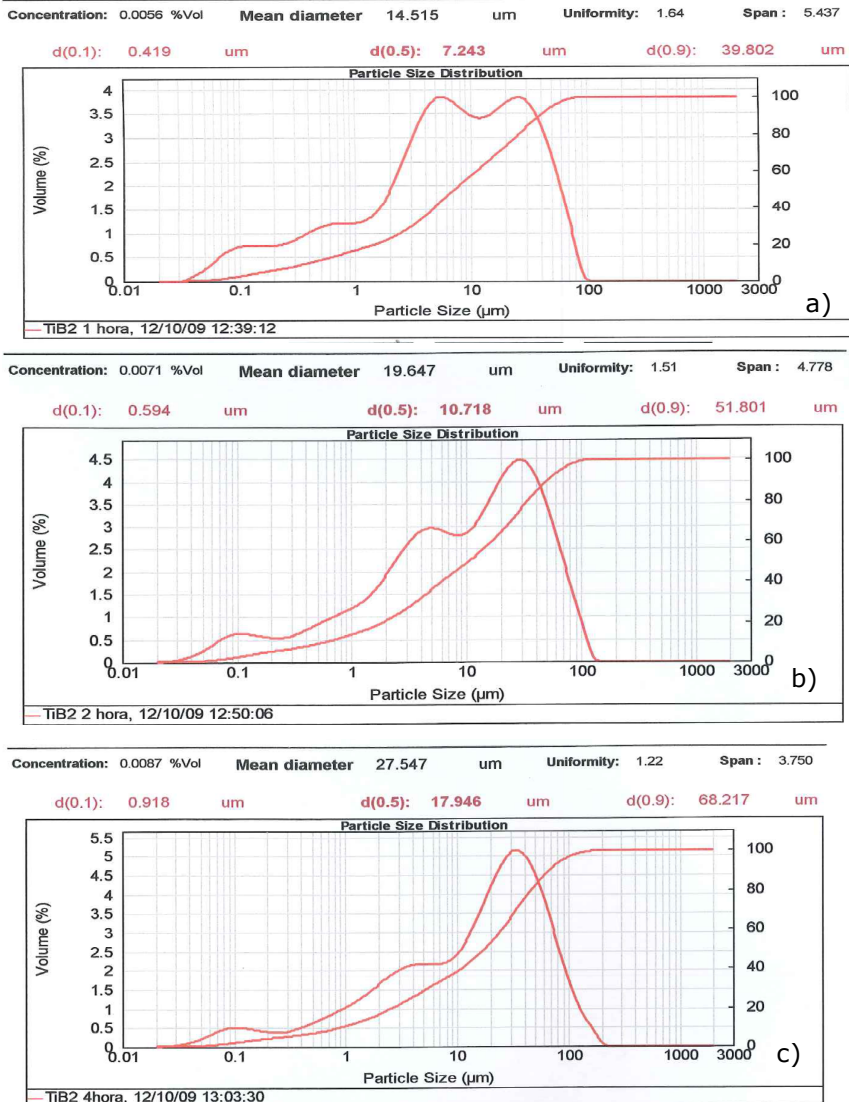 Concentration: 0.0056 %Vol Mean diameter 14.515 um Uniformity: 1.64 Span : 5.437
d(0.1): 0.419 um d(0.5): 7.243 um d(0.9): 39.802 um
Particle Size Distribution
4
3.5
3
2.5
2
1.5
1
0.5
0
Volume (%)
100
80
60
40
20
0
0.01 0.1 1 10 100 1000 3000
Particle Size (µm)
a)
TiB2 1 hora, 12/10/09 12:39:12
Concentration: 0.0071 %Vol Mean diameter 19.647 um Uniformity: 1.51 Span : 4.778
d(0.1): 0.594 um d(0.5): 10.718 um d(0.9): 51.801 um
Particle Size Distribution
4.5
4
3.5
3
2.5
2
1.5
1
0.5
0
Volume (%)
100
80
60
40
20
0
0.01 0.1 1 10 100 1000 3000
Particle Size (µm)
b)
TiB2 2 hora, 12/10/09 12:50:06
Concentration: 0.0087 %Vol Mean diameter 27.547 um Uniformity: 1.22 Span : 3.750
d(0.1): 0.918 um d(0.5): 17.946 um d(0.9): 68.217 um
Particle Size Distribution
5.5
5
4.5
4
3.5
3
2.5
2
1.5
1
0.5
0
Volume (%)
100
80
60
40
20
0
0.01 0.1 1 10 100 1000 3000
Particle Size (µm)
c)
TiB2 4hora, 12/10/09 13:03:30